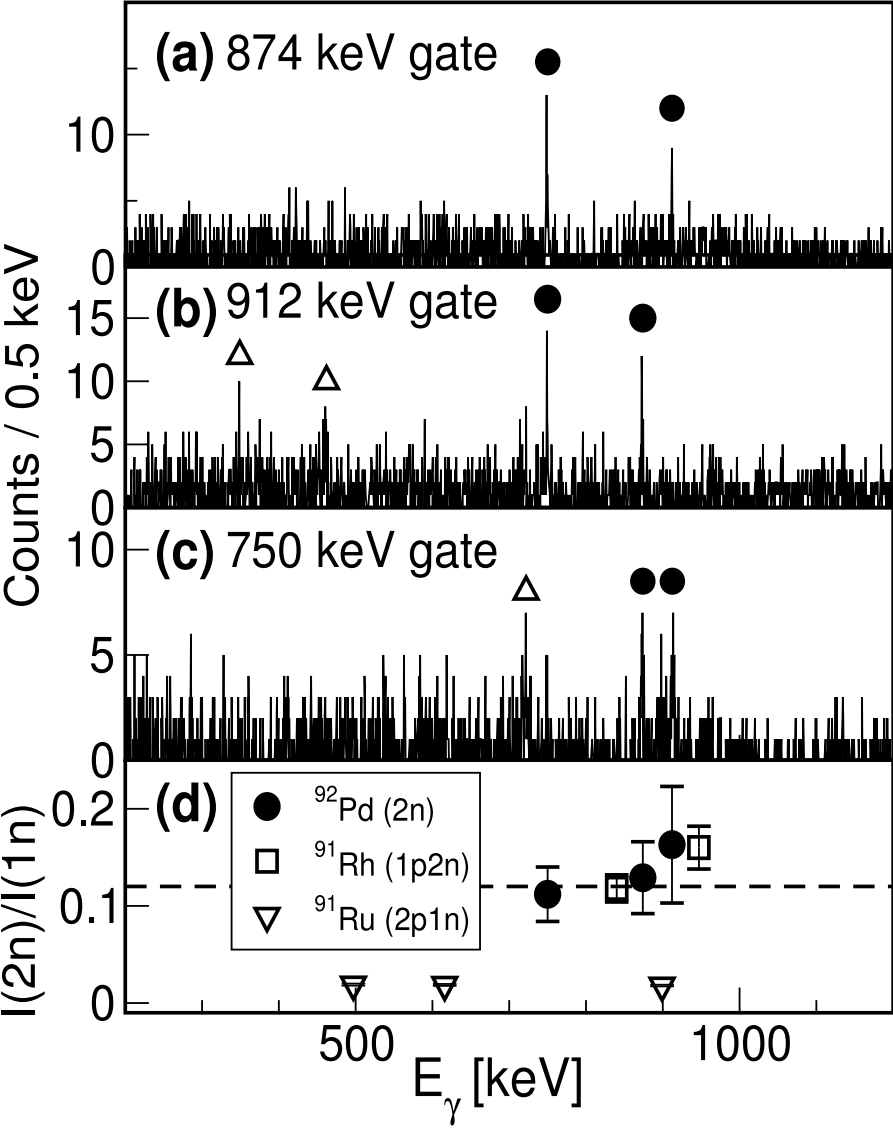 (a) 874 keV gate
10
0
(b) 912 keV gate
15
10
5
0
(c) 750 keV gate
10
5
0
(d)
0.2
0.1
0
⁹²Pd (2n)
⁹¹Rh (1p2n)
⁹¹Ru (2p1n)
500
1000
Eγ [keV]
Counts / 0.5 keV
I(2n)/I(1n)